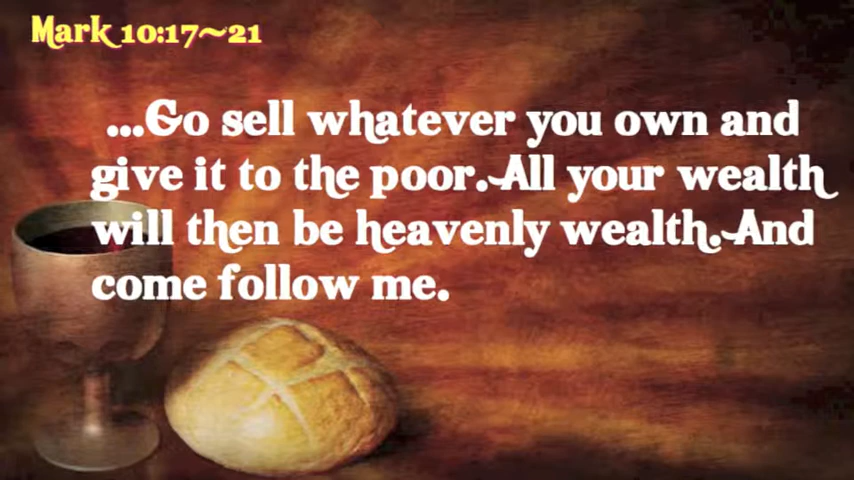 Mark 10:17~21
...Go sell whatever you own and
give it to the poor. All your wealth
will then be heavenly wealth. And
come follow me.